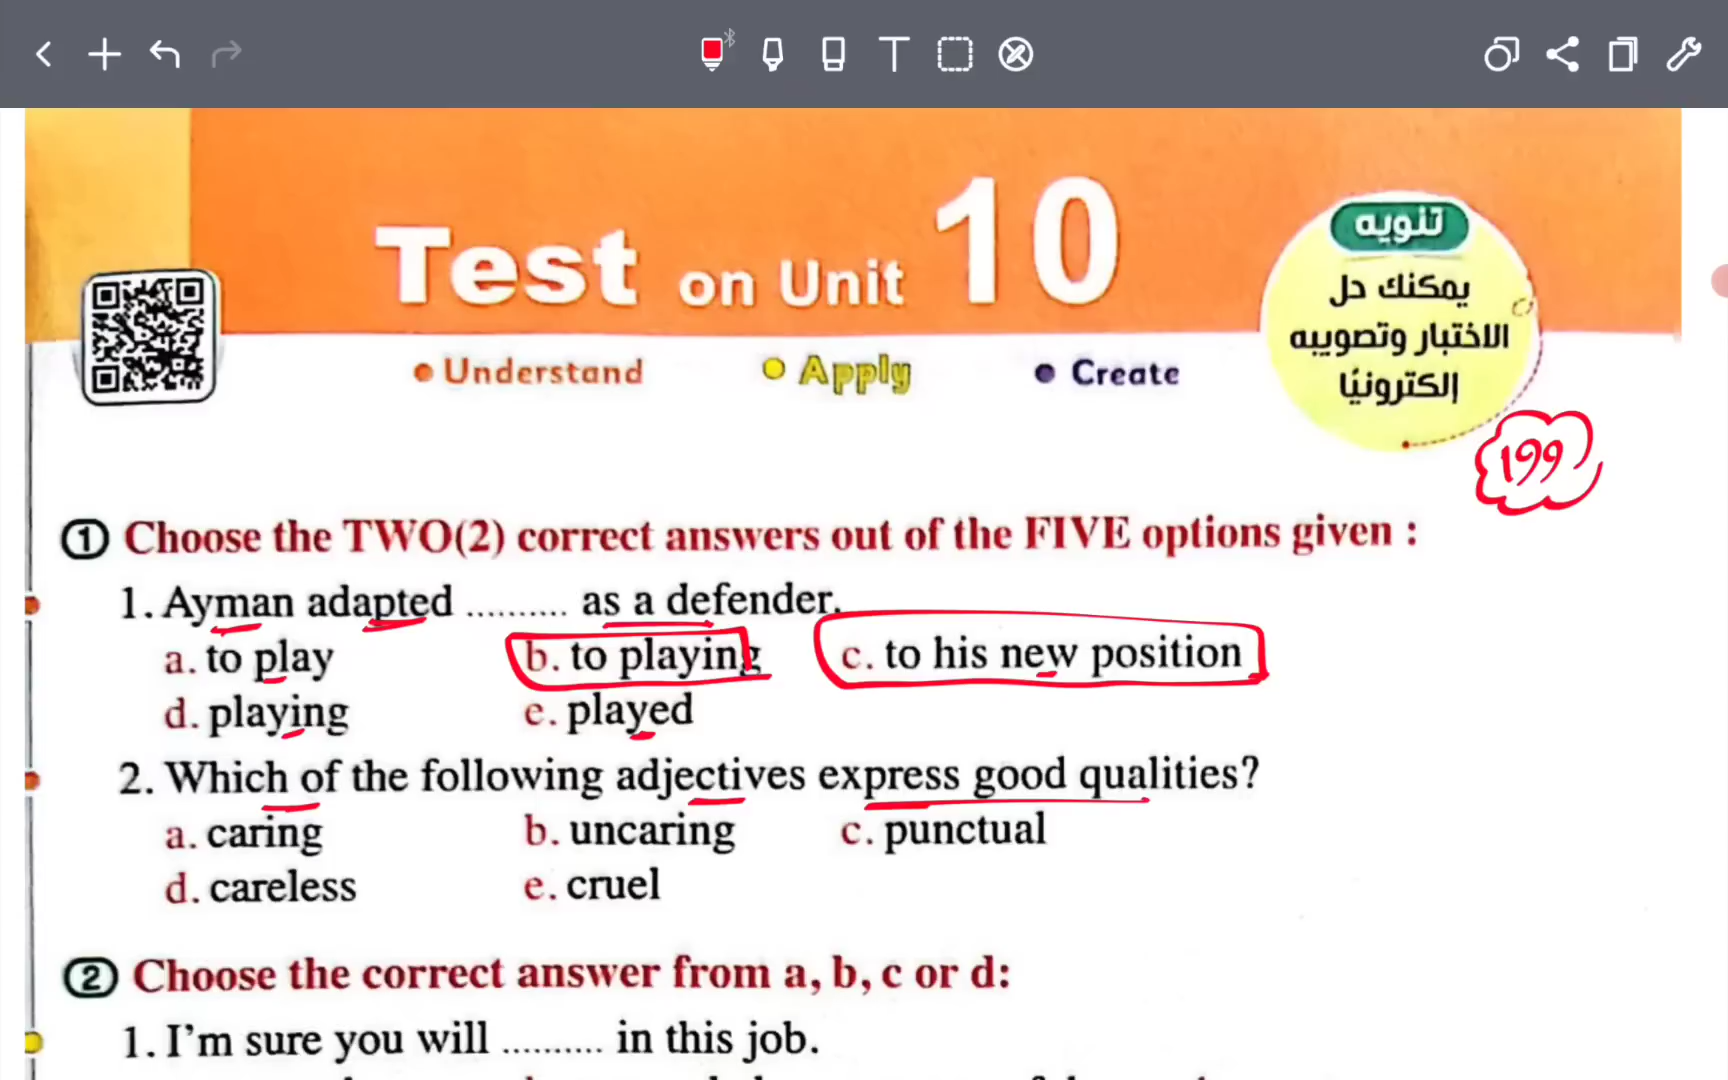 Test on Unit 10
تنويه
يمكنك حل
الاختبار وتصويبه
إلكترونيًا
Understand Apply Create
199
1 Choose the TWO(2) correct answers out of the FIVE options given :
1. Ayman adapted .......... as a defender.
a. to play b. to playing c. to his new position
d. playing e. played
2. Which of the following adjectives express good qualities?
a. caring b. uncaring c. punctual
d. careless e. cruel
2 Choose the correct answer from a, b, c or d:
1. I'm sure you will .......... in this job.